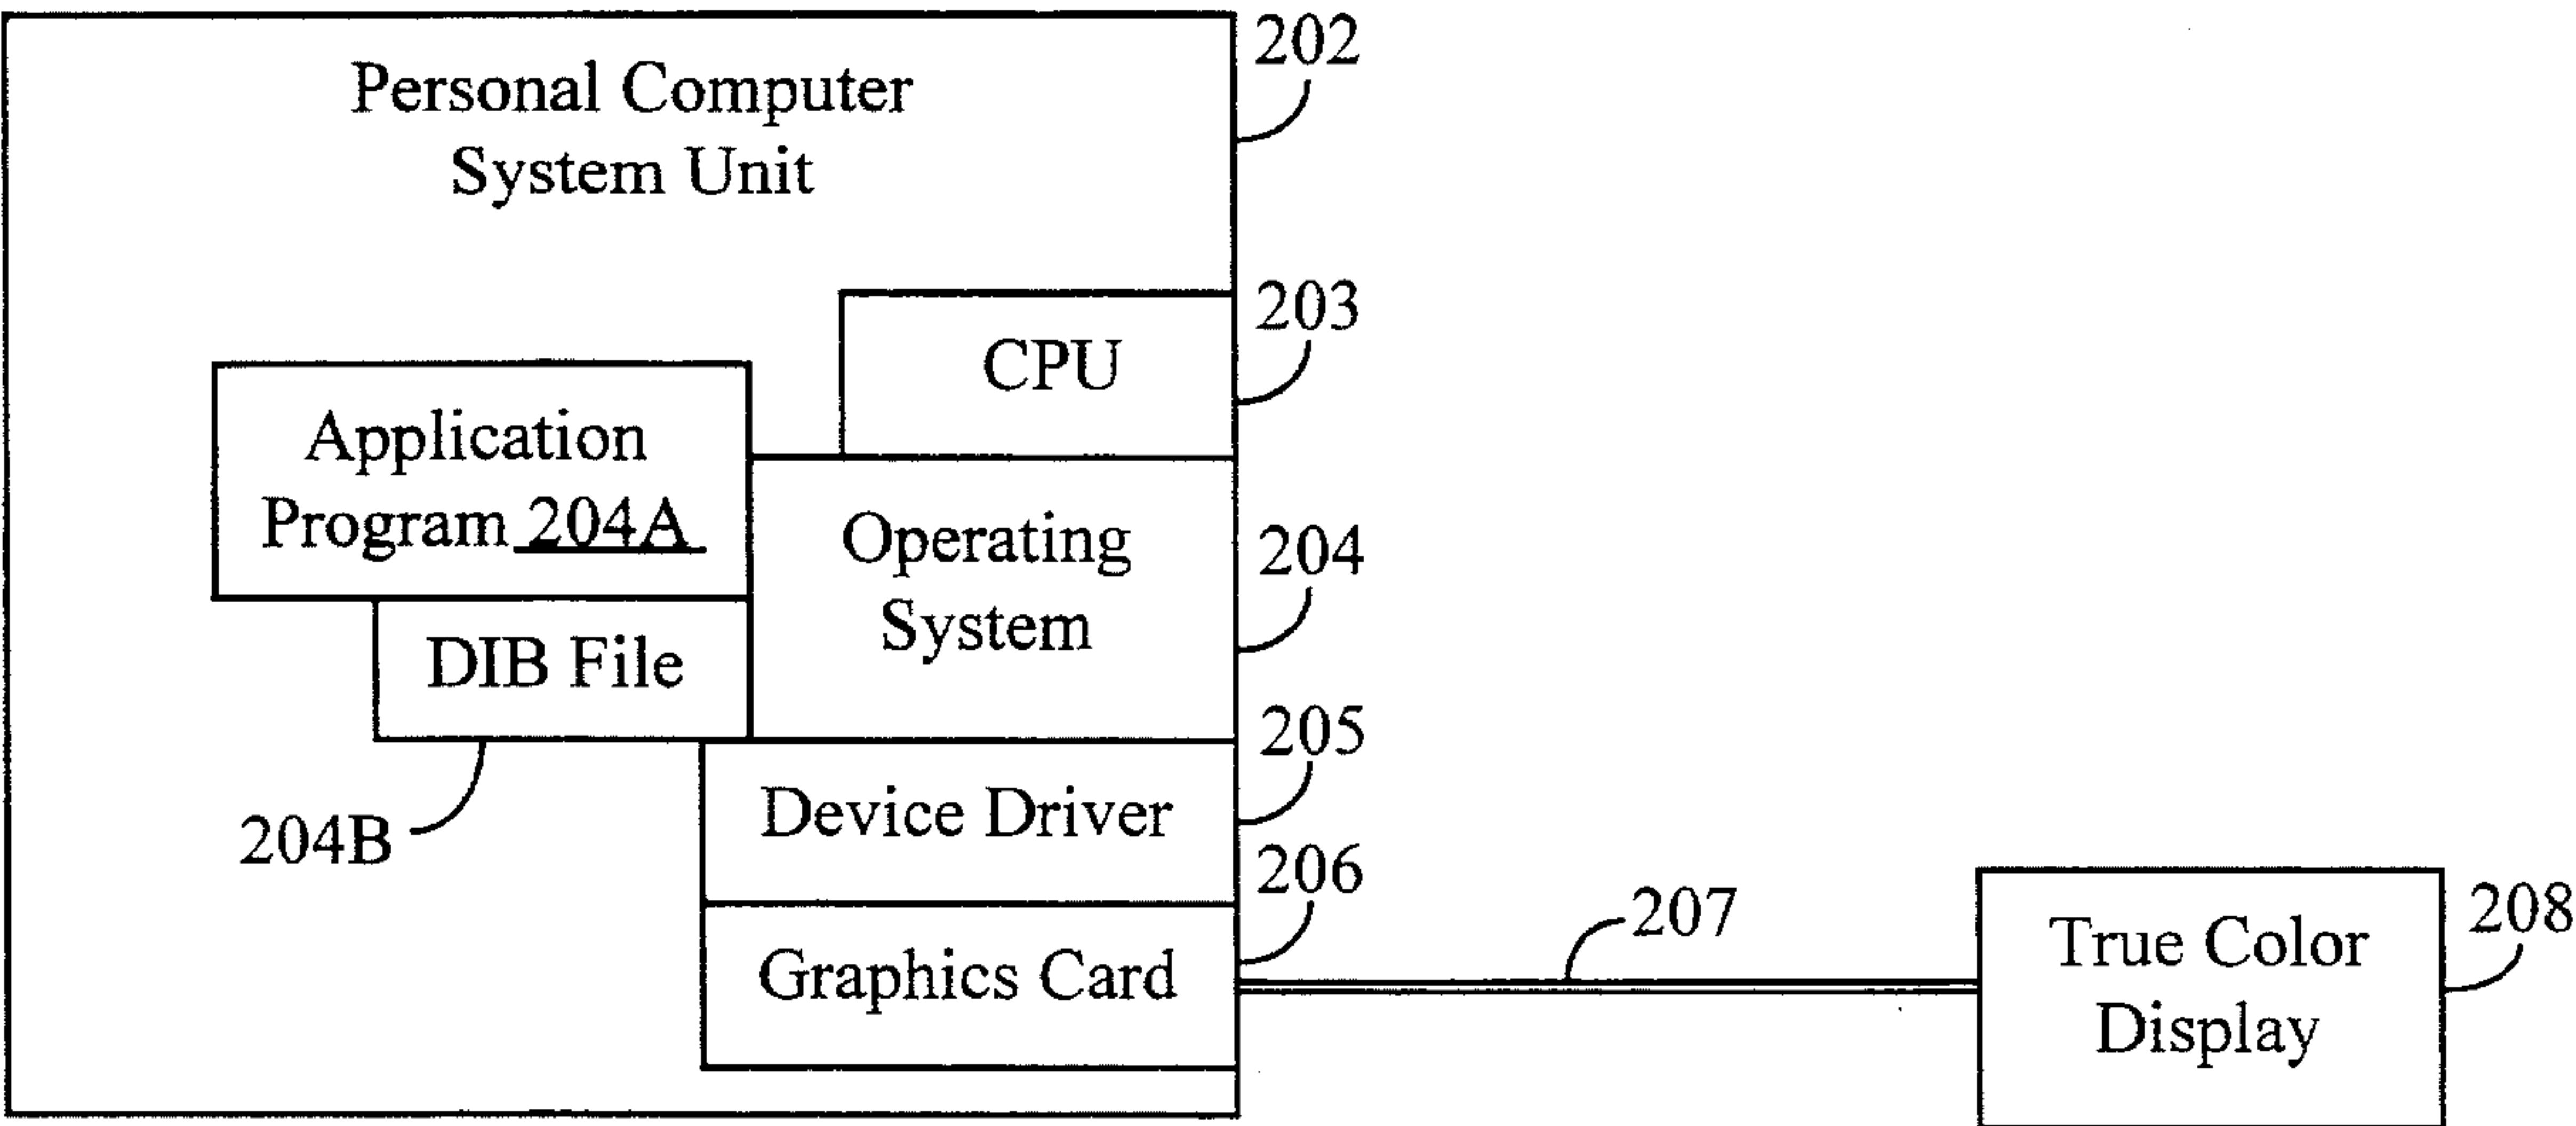 202
Personal Computer
System Unit
203
CPU
Application
Program 204A
204
Operating
System
DIB File
205
Device Driver
204B
206
Graphics Card
207
208
True Color
Display